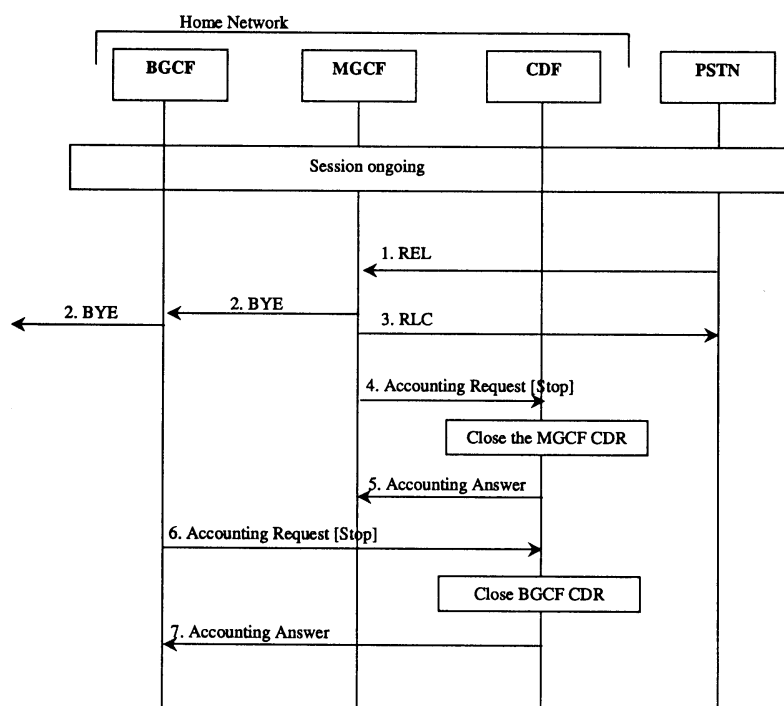 Home Network
BGCF
MGCF
CDF
PSTN
Session ongoing
1. REL
2. BYE
2. BYE
3. RLC
4. Accounting Request [Stop]
Close the MGCF CDR
5. Accounting Answer
6. Accounting Request [Stop]
Close BGCF CDR
7. Accounting Answer